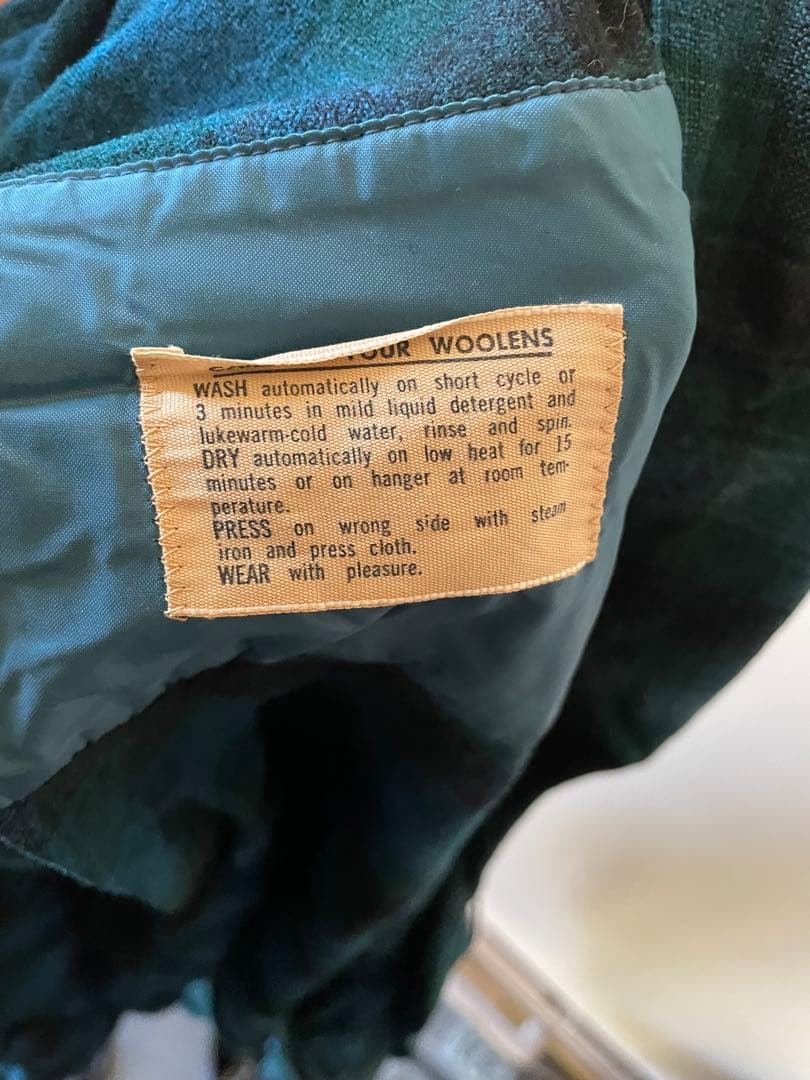 YOUR WOOLENS
WASH automatically on short cycle or
3 minutes in mild liquid detergent and
lukewarm-cold water, rinse and spin.
DRY automatically on low heat for 15
minutes or on hanger at room tem-
perature.
PRESS on wrong side with steam
iron and press cloth.
WEAR with pleasure.